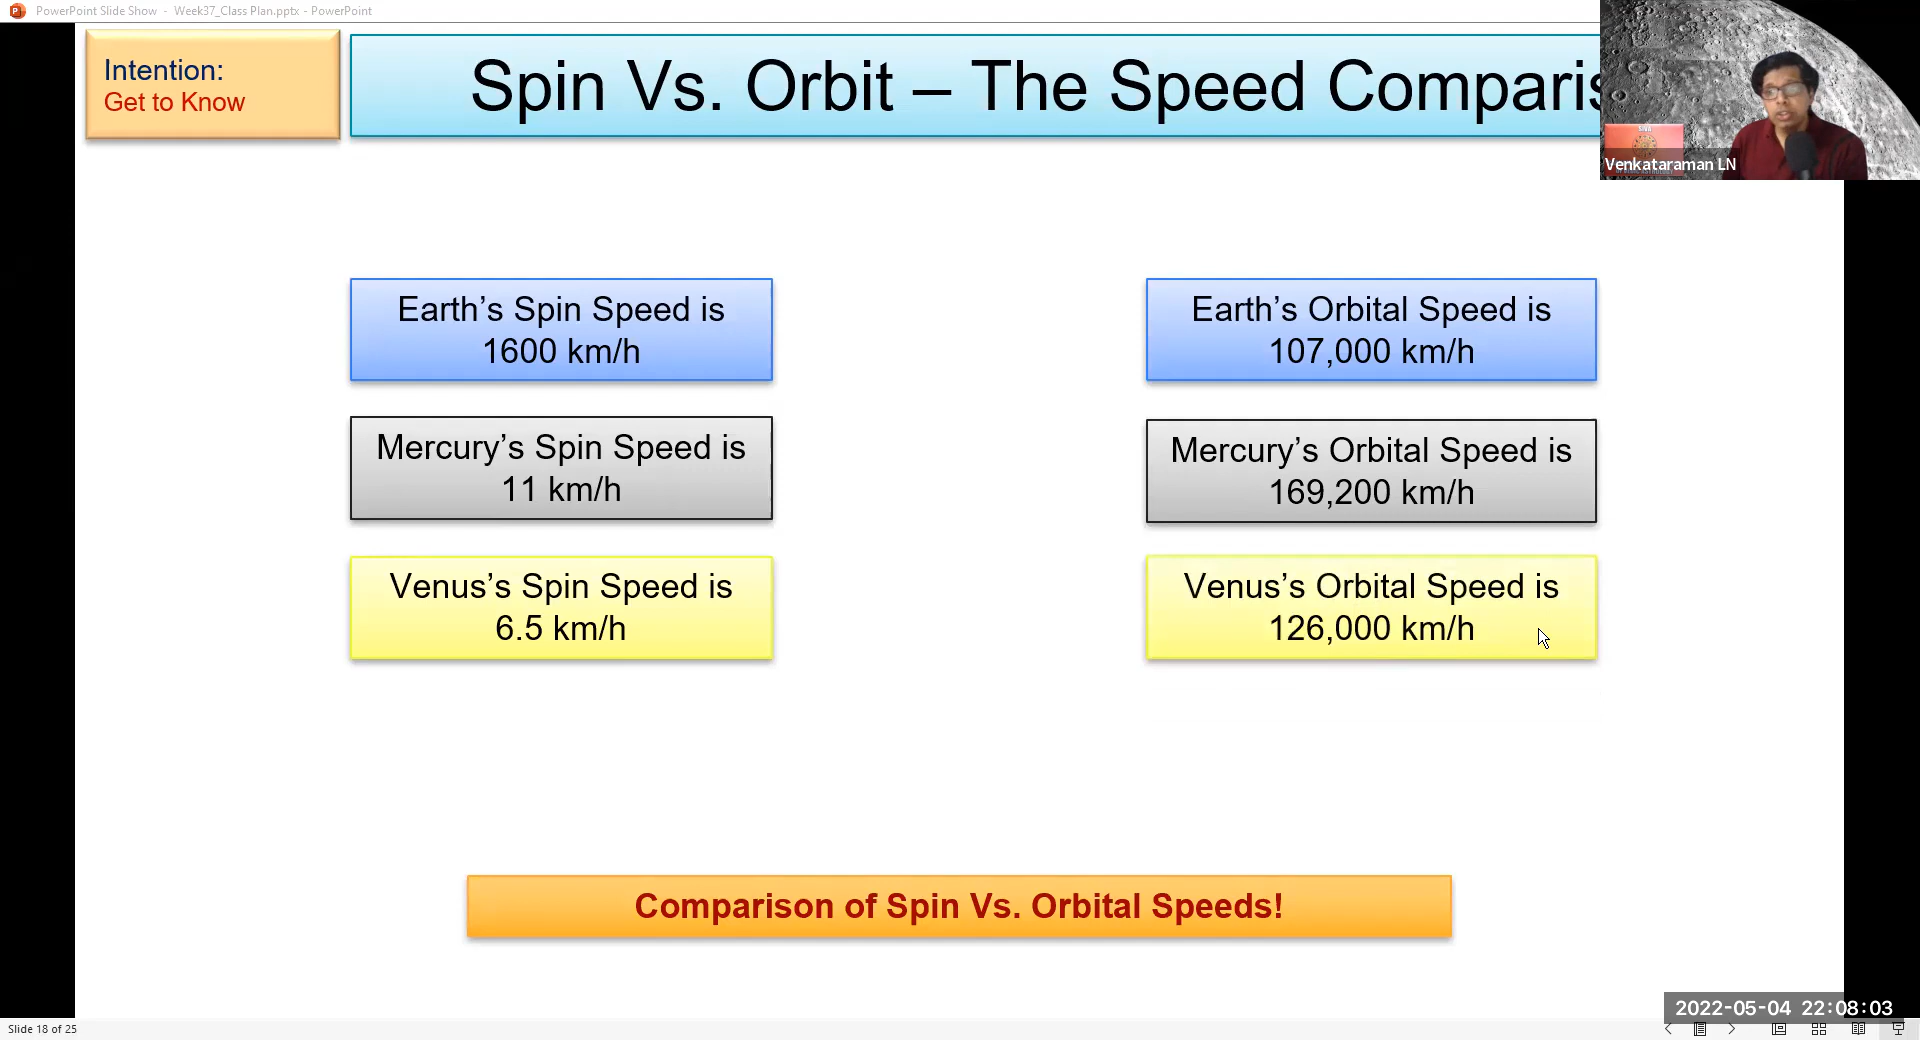 PowerPoint Slide Show - Week37_Class Plan.pptx - PowerPoint
Intention:
Get to Know
Spin Vs. Orbit – The Speed Comparis
Venkataraman LN
Earth’s Spin Speed is
1600 km/h
Earth’s Orbital Speed is
107,000 km/h
Mercury’s Spin Speed is
11 km/h
Mercury’s Orbital Speed is
169,200 km/h
Venus’s Spin Speed is
6.5 km/h
Venus’s Orbital Speed is
126,000 km/h
Comparison of Spin Vs. Orbital Speeds!
2022-05-04 22:08:03
Slide 18 of 25